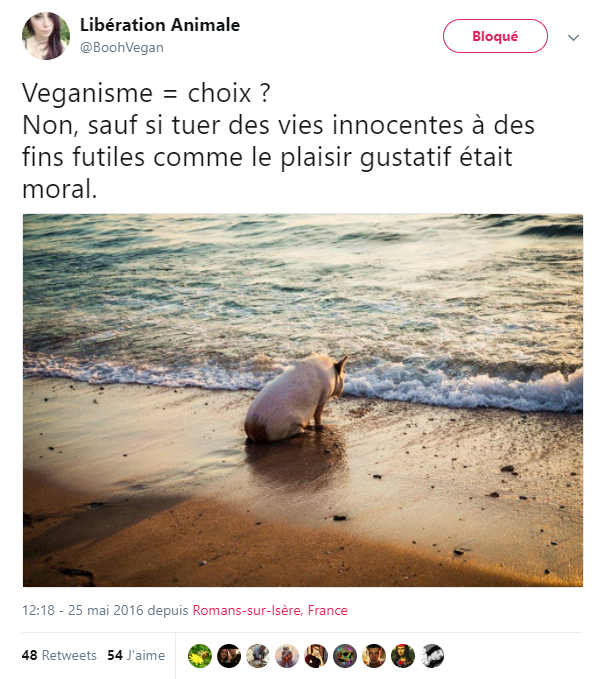 Libération Animale
@BoohVegan
Bloqué
Veganisme = choix ?
Non, sauf si tuer des vies innocentes à des
fins futiles comme le plaisir gustatif était
moral.
12:18 - 25 mai 2016 depuis Romans-sur-Isère, France
48 Retweets 54 J'aime